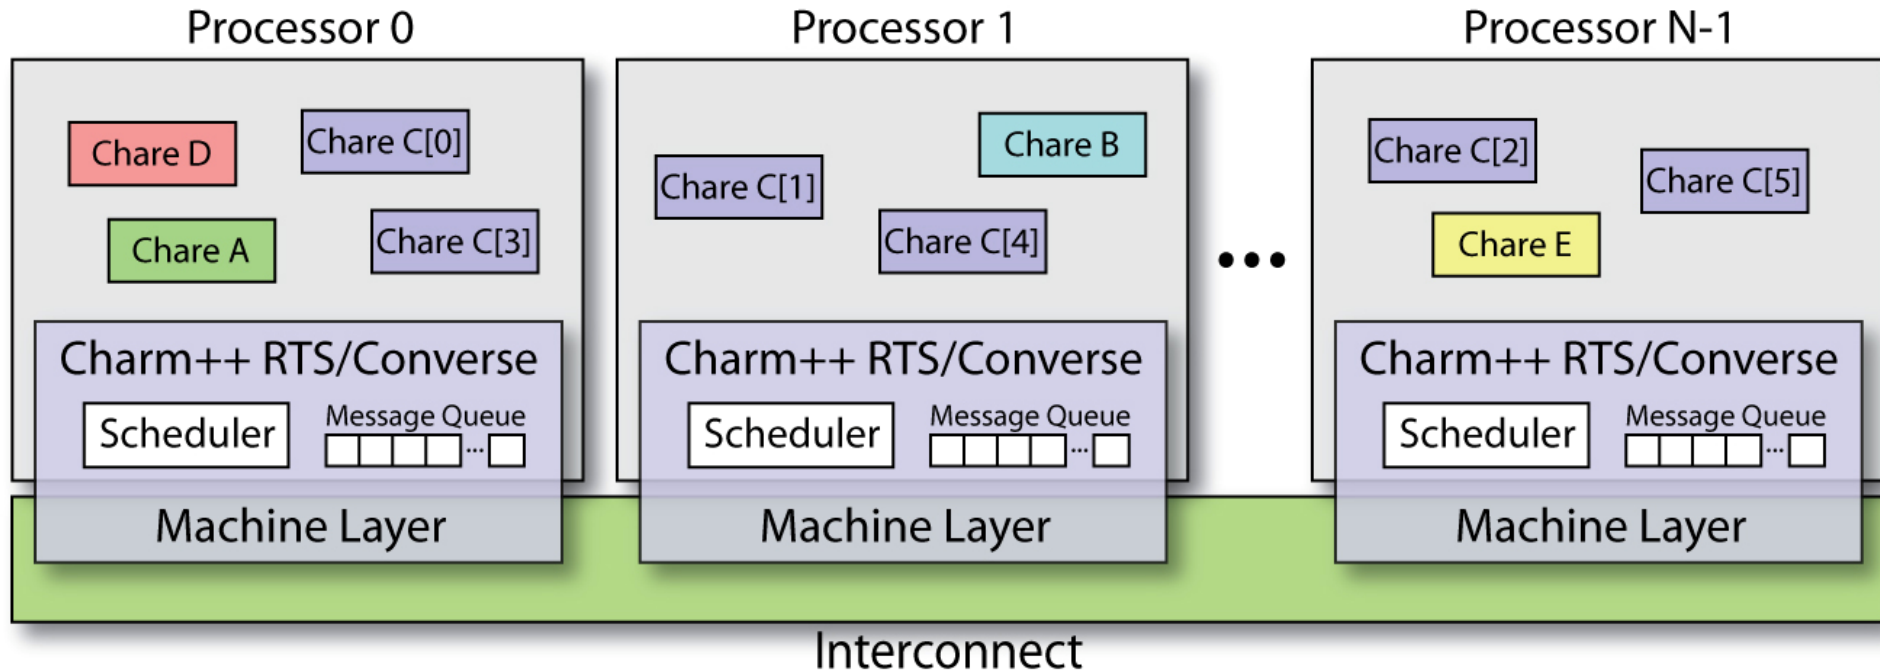 Processor 0
Processor 1
Processor N-1
Chare D
Chare C[0]
Chare A
Chare C[3]
Chare C[1]
Chare B
Chare C[4]
...
Chare C[2]
Chare C[5]
Chare E
Charm++ RTS/Converse
Scheduler
Message Queue
...
Machine Layer
Charm++ RTS/Converse
Scheduler
Message Queue
...
Machine Layer
Charm++ RTS/Converse
Scheduler
Message Queue
...
Machine Layer
Interconnect